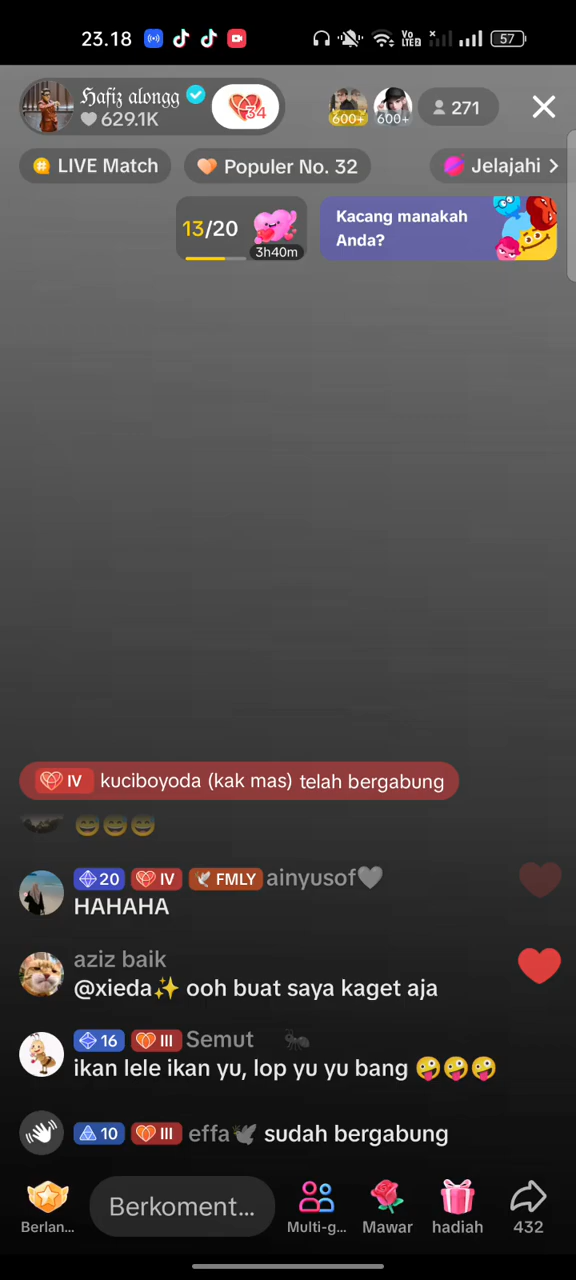 23.18
Vo
LTE2
57
Hafiz alongg
629.1K
34
600+
600+
271
LIVE Match
Populer No. 32
Jelajahi
13/20
3h40m
Kacang manakah
Anda?
IV kuciboyoda (kak mas) telah bergabung
😄😄😄
20 IV FMLY ainyusof🩶
HAHAHA
aziz baik
@xieda✨ ooh buat saya kaget aja
16 III Semut 🐜
ikan lele ikan yu, lop yu yu bang 🤪🤪🤪
10 III effa🕊 sudah bergabung
Berlan...
Berkoment...
Multi-g...
Mawar
hadiah
432